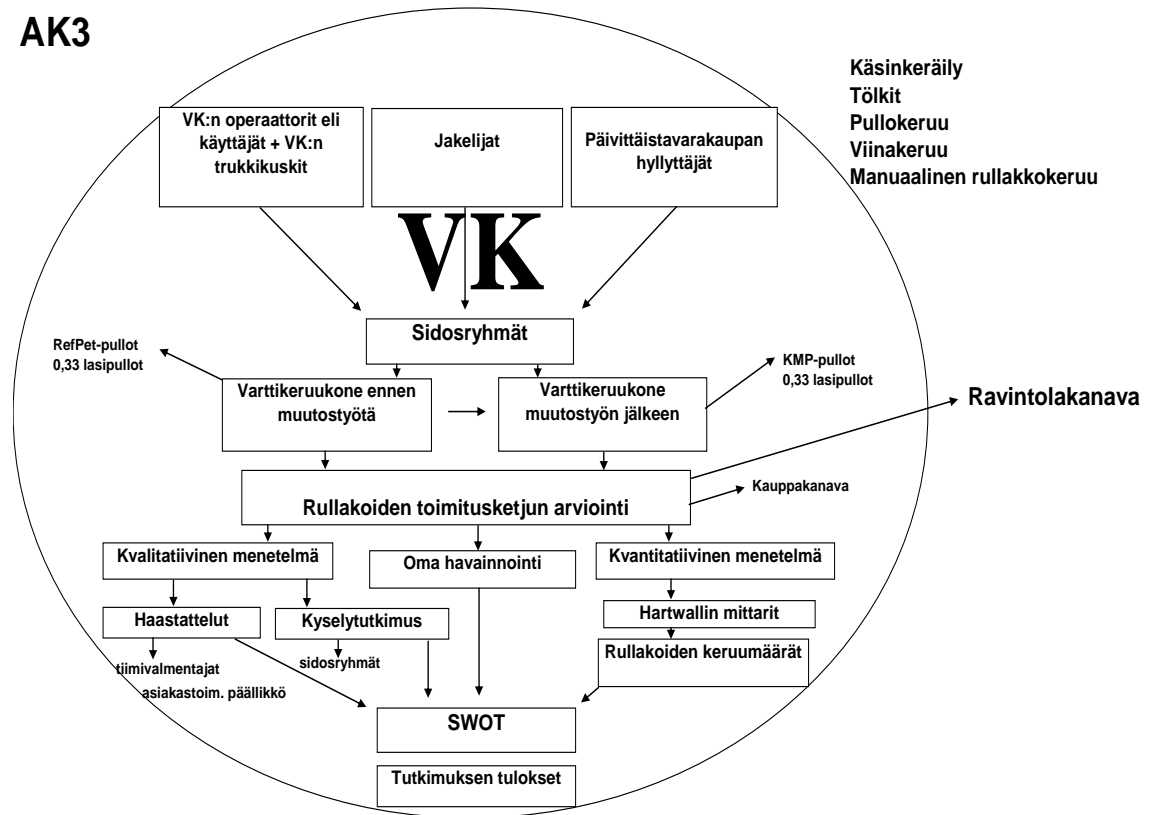 AK3
Käsinkeräily
Tölkit
Pullokeruu
Viinakeruu
Manuaalinen rullakkokeruu
VK:n operaattorit eli
käyttäjät + VK:n
trukkikuskit
Jakelijat
Päivittäistavarakaupan
hyllyttäjät
VK
Sidosryhmät
RefPet-pullot
0,33 lasipullot
KMP-pullot
0,33 lasipullot
Varttikeruukone ennen
muutostyötä
Varttikeruukone
muutostyön jälkeen
Ravintolakanava
Kauppakanava
Rullakoiden toimitusketjun arviointi
Kvalitatiivinen menetelmä
Oma havainnointi
Kvantitatiivinen menetelmä
Haastattelut
Kyselytutkimus
Hartwallin mittarit
Rullakoiden keruumäärät
tiimivalmentajat
sidosryhmät
asiakastoim. päällikkö
SWOT
Tutkimuksen tulokset